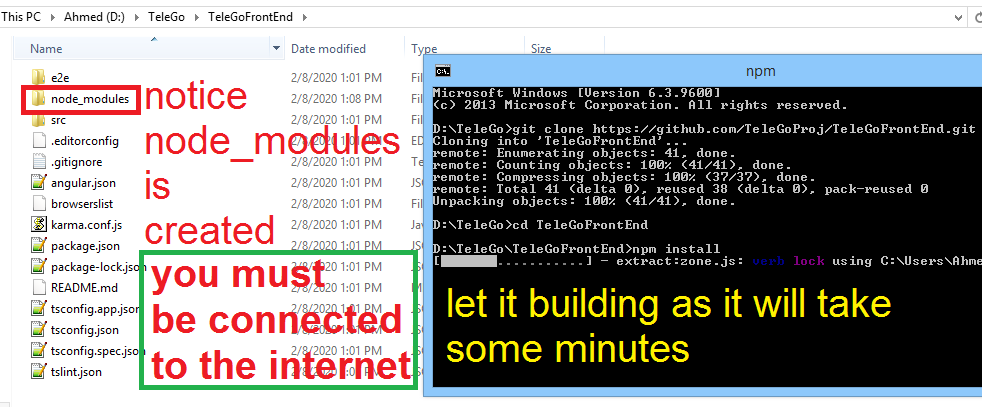 This PC ▸ Ahmed (D:) ▸ TeleGo ▸ TeleGoFrontEnd ▸
Name Date modified Type Size
e2e 2/8/2020 1:01 PM Fil
node_modules 2/8/2020 1:08 PM Fil
src 2/8/2020 1:01 PM Fil
.editorconfig 2/8/2020 1:01 PM ED
.gitignore 2/8/2020 1:01 PM
angular.json 2/8/2020 1:01 PM JS
browserslist 2/8/2020 1:01 PM Fil
karma.conf.js 2/8/2020 1:01 PM Jav
package.json 2/8/2020 1:01 PM JS
package-lock.json 2/8/2020 1:01 PM JS
README.md 2/8/2020 1:01 PM
tsconfig.app.json 2/8/2020 1:01 PM JS
tsconfig.json 2/8/2020 1:01 PM JS
tsconfig.spec.json 2/8/2020 1:01 PM JS
tslint.json 2/8/2020 1:01 PM JS
notice
node_modules
is
created
you must
be connected
to the internet
C:\.
npm
Microsoft Windows [Version 6.3.9600]
(c) 2013 Microsoft Corporation. All rights reserved.
D:\TeleGo>git clone https://github.com/TeleGoProj/TeleGoFrontEnd.git
Cloning into 'TeleGoFrontEnd'...
remote: Enumerating objects: 41, done.
remote: Counting objects: 100% (41/41), done.
remote: Compressing objects: 100% (37/37), done.
remote: Total 41 (delta 0), reused 38 (delta 0), pack-reused 0
Unpacking objects: 100% (41/41), done.
D:\TeleGo>cd TeleGoFrontEnd
D:\TeleGo\TeleGoFrontEnd>npm install
[ ...........] - extract:zone.js: verb lock using C:\Users\Ahme
let it building as it will take
some minutes